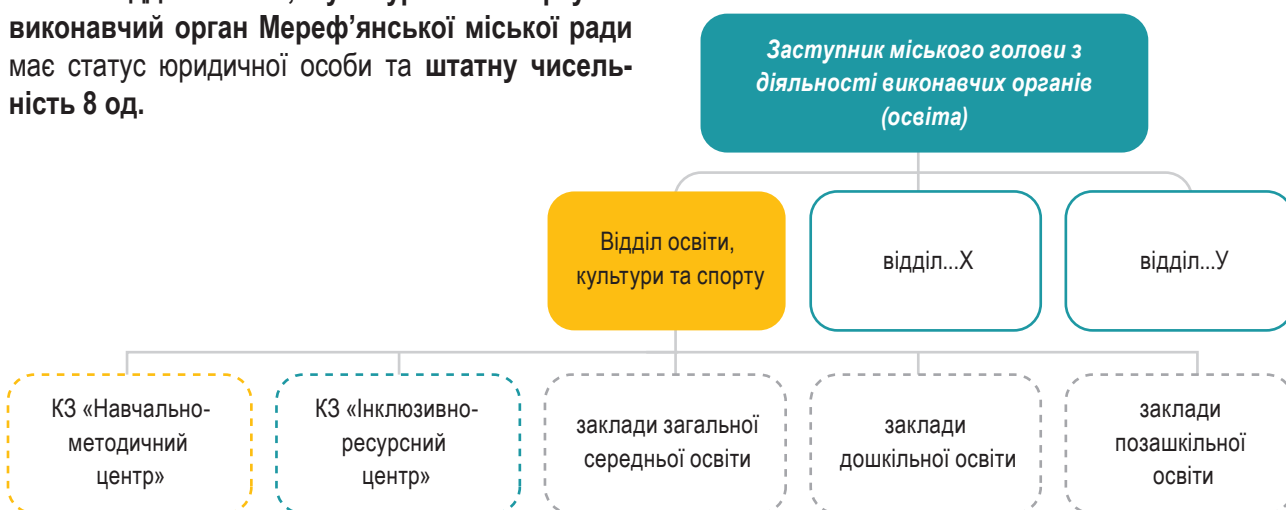 виконавчий орган Мереф’янської міської ради
має статус юридичної особи та штатну чисель-
ність 8 од.
Заступник міського голови з
діяльності виконавчих органів
(освіта)
Відділ освіти,
культури та спорту
відділ...Х
відділ...У
КЗ «Навчально-
методичний
центр»
КЗ «Інклюзивно-
ресурсний
центр»
заклади загальної
середньої освіти
заклади
дошкільної освіти
заклади
позашкільної
освіти